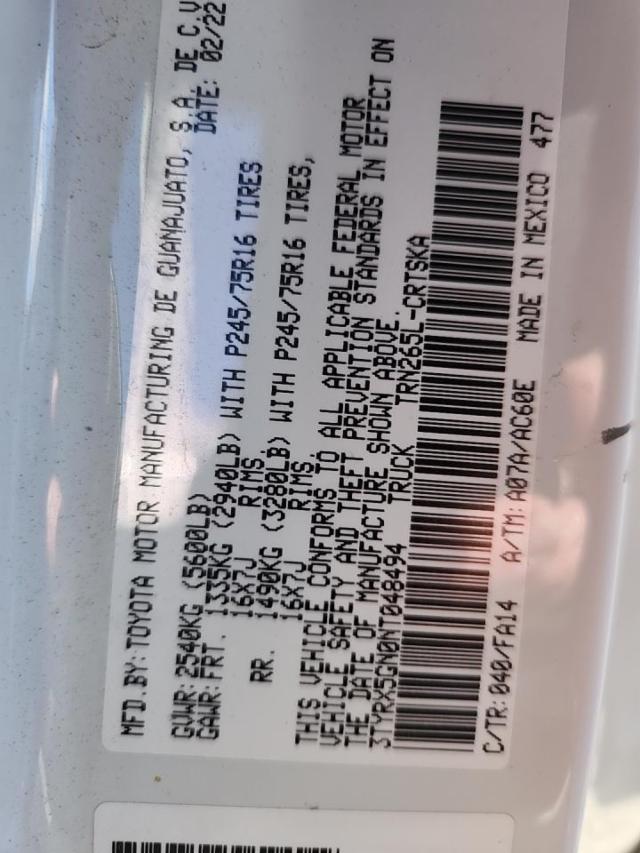 MFD.BY: TOYOTA MOTOR MANUFACTURING DE GUANAJUATO, S.A. DE C.V
DATE: 02/22
GVWR: 2540KG (5600LB)
GAWR: FRT. 1335KG (2940LB) WITH P245/75R16 TIRES
16X7J RIMS,
RR. 1490KG (3280LB) WITH P245/75R16 TIRES,
16X7J RIMS
THIS VEHICLE CONFORMS TO ALL APPLICABLE FEDERAL MOTOR
VEHICLE SAFETY AND THEFT PREVENTION STANDARDS IN EFFECT ON
THE DATE OF MANUFACTURE SHOWN ABOVE.
3TYRX5GN0NT048494 TRUCK TRN265L-CRTSKA
C/TR: 040/FA14 A/TM: A07A/AC60E MADE IN MEXICO 477